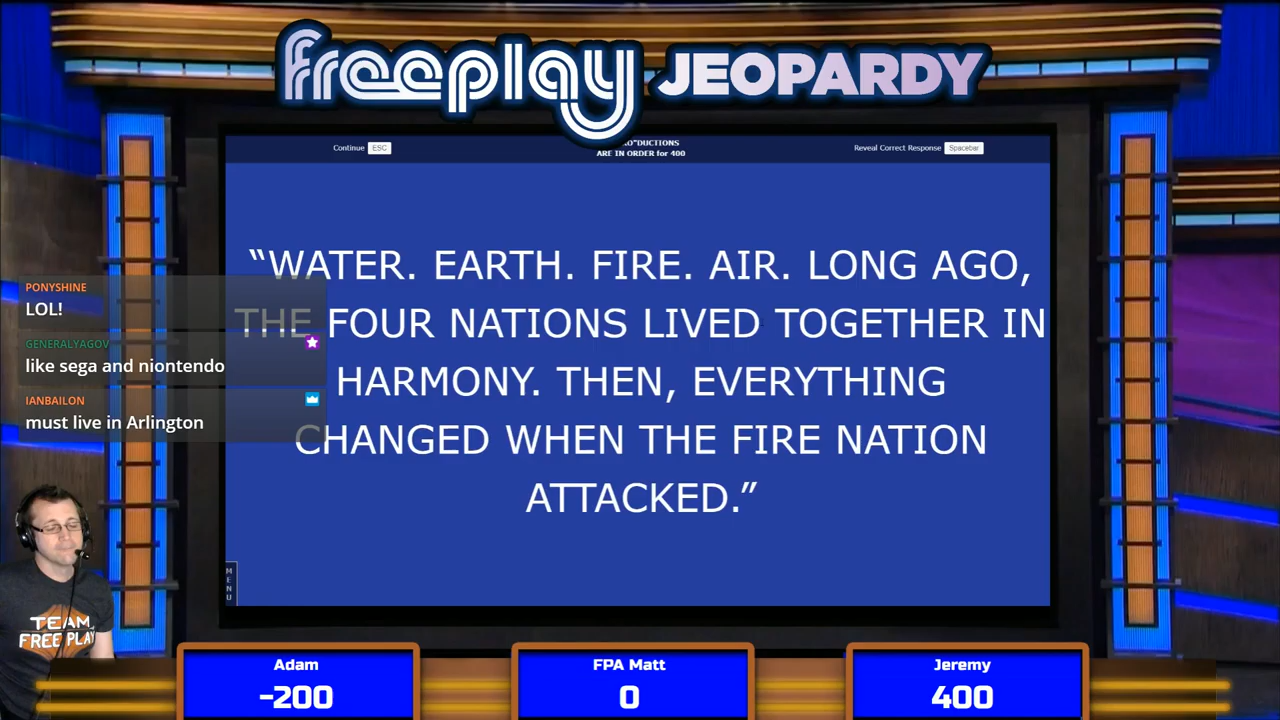 freeplay JEOPARDY
Continue ESC
ARE IN ORDER for 400
Reveal Correct Response Spacebar
“WATER. EARTH. FIRE. AIR. LONG AGO,
THE FOUR NATIONS LIVED TOGETHER IN
HARMONY. THEN, EVERYTHING
CHANGED WHEN THE FIRE NATION
ATTACKED.”
PONYSHINE
LOL!
GENERALYAGOV
like sega and niontendo
IANBAILON
must live in Arlington
MENU
TEAM
FREE PLAY
Adam
-200
FPA Matt
0
Jeremy
400